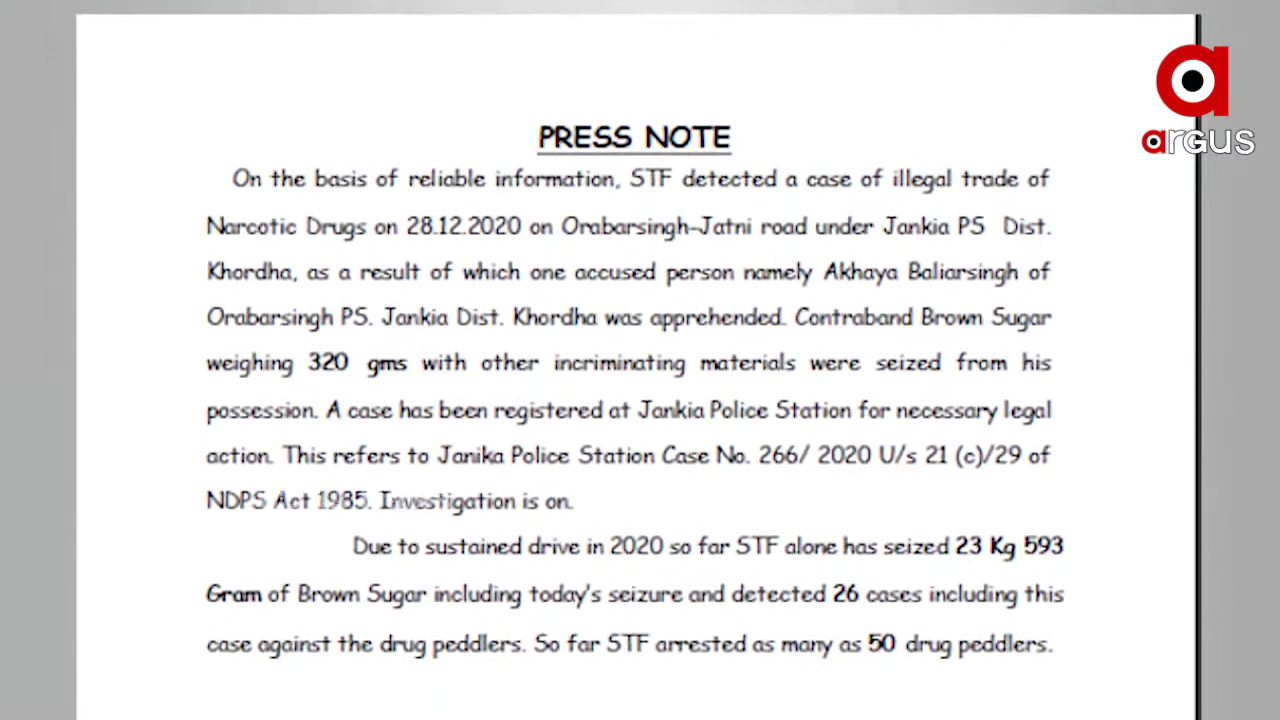 argus
PRESS NOTE
On the basis of reliable information, STF detected a case of illegal trade of
Narcotic Drugs on 28.12.2020 on Orabarsingh-Jatni road under Jankia PS Dist.
Khordha, as a result of which one accused person namely Akhaya Baliarsingh of
Orabarsingh PS. Jankia Dist. Khordha was apprehended. Contraband Brown Sugar
weighing 320 gms with other incriminating materials were seized from his
possession. A case has been registered at Jankia Police Station for necessary legal
action. This refers to Janika Police Station Case No. 266/ 2020 U/s 21 (c)/29 of
NDPS Act 1985. Investigation is on.
Due to sustained drive in 2020 so far STF alone has seized 23 Kg 593
Gram of Brown Sugar including today's seizure and detected 26 cases including this
case against the drug peddlers. So far STF arrested as many as 50 drug peddlers.